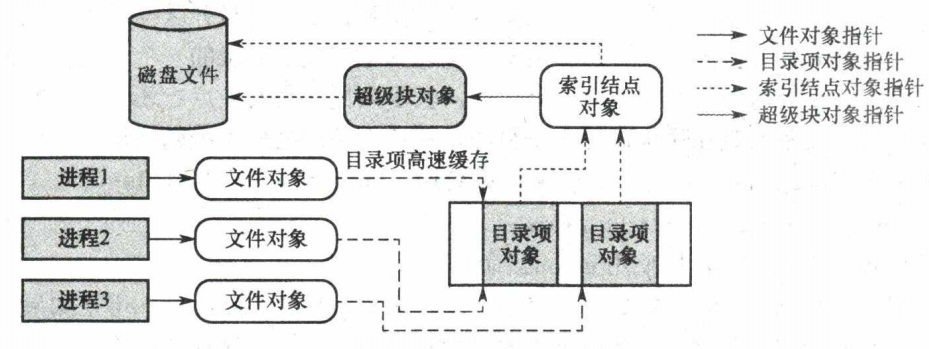 磁盘文件
超级块对象
索引结点
对象
文件对象指针
目录项对象指针
索引结点对象指针
超级块对象指针
目录项高速缓存
进程1
文件对象
进程2
文件对象
进程3
文件对象
目录项
对象
目录项
对象